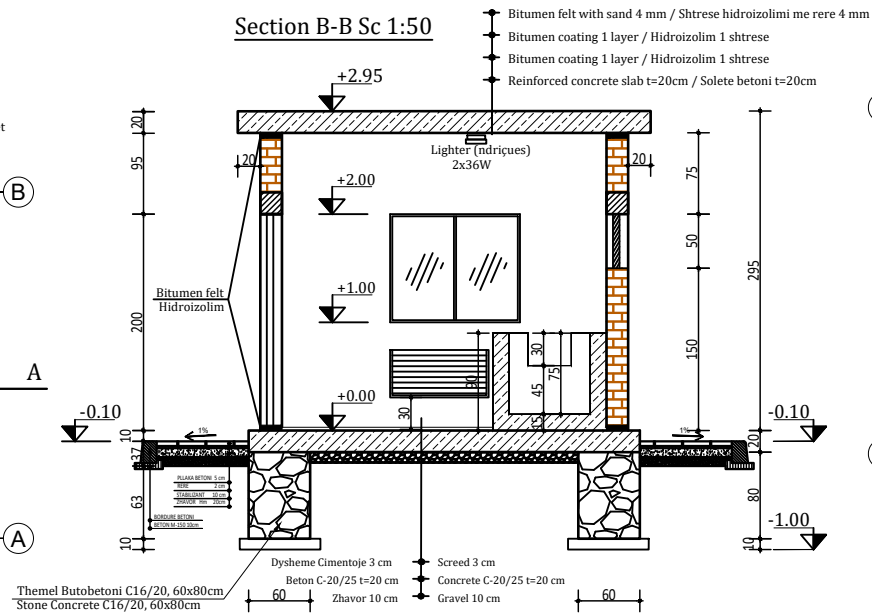 Section B-B Sc 1:50
Bitumen felt with sand 4 mm / Shtrese hidroizolimi me rere 4 mm
Bitumen coating 1 layer / Hidroizolim 1 shtrese
Bitumen coating 1 layer / Hidroizolim 1 shtrese
Reinforced concrete slab t=20cm / Solete betoni t=20cm
+2.95
20
et
Lighter (ndriçues)
2x36W
95
20
20
75
B
+2.00
50
295
Bitumen felt
Hidroizolim
+1.00
200
150
30
75
90
45
A
+0.00
30
15
-0.10
-0.10
10
1%
1%
20
37
PLLAKA BETONI 5 cm
RERE 2 cm
STABILIZANT 10 cm
ZHAVOR Hm 20cm
63
80
BORDURE BETONI
BETON M-150 10cm
A
-1.00
10
10
Dysheme Cimentoje 3 cm
Screed 3 cm
Beton C-20/25 t=20 cm
Concrete C-20/25 t=20 cm
Zhavor 10 cm
Gravel 10 cm
Themel Butobetoni C16/20, 60x80cm
Stone Concrete C16/20, 60x80cm
60
60